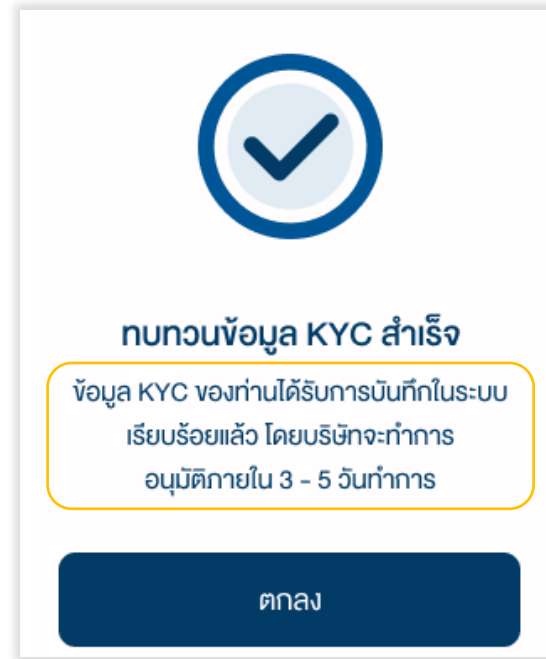 ทบทวนข้อมูล KYC สำเร็จ
ข้อมูล KYC ของท่านได้รับการบันทึกในระบบ
เรียบร้อยแล้ว โดยบริษัทจะทำการ
อนุมัติภายใน 3 - 5 วันทำการ
ตกลง